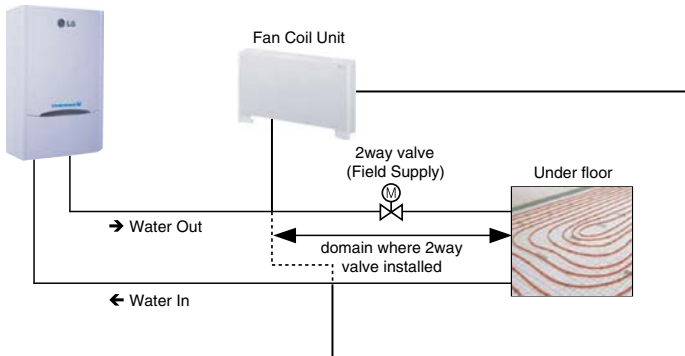 LG
Fan Coil Unit
2way valve
(Field Supply)
M
Under floor
→ Water Out
domain where 2way
valve installed
← Water In